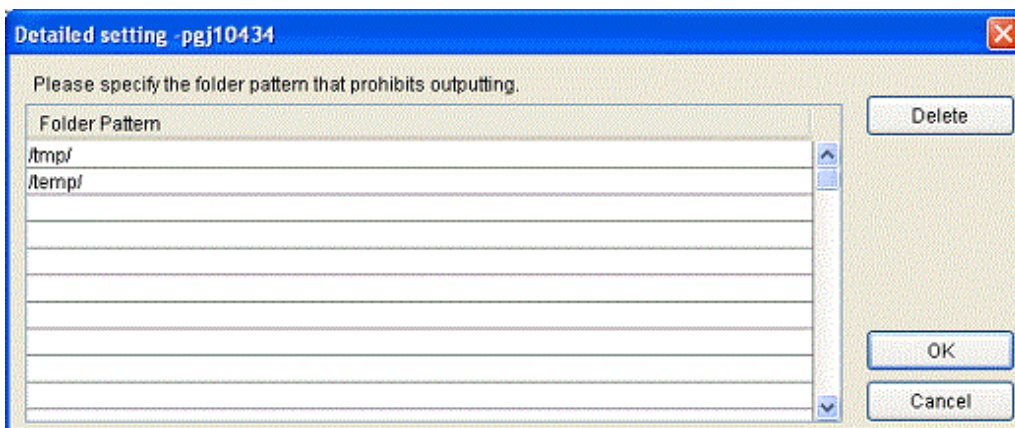 Detailed setting -pgj10434
Please specify the folder pattern that prohibits outputting.
Folder Pattern
Delete
/tmp/
/temp/
OK
Cancel